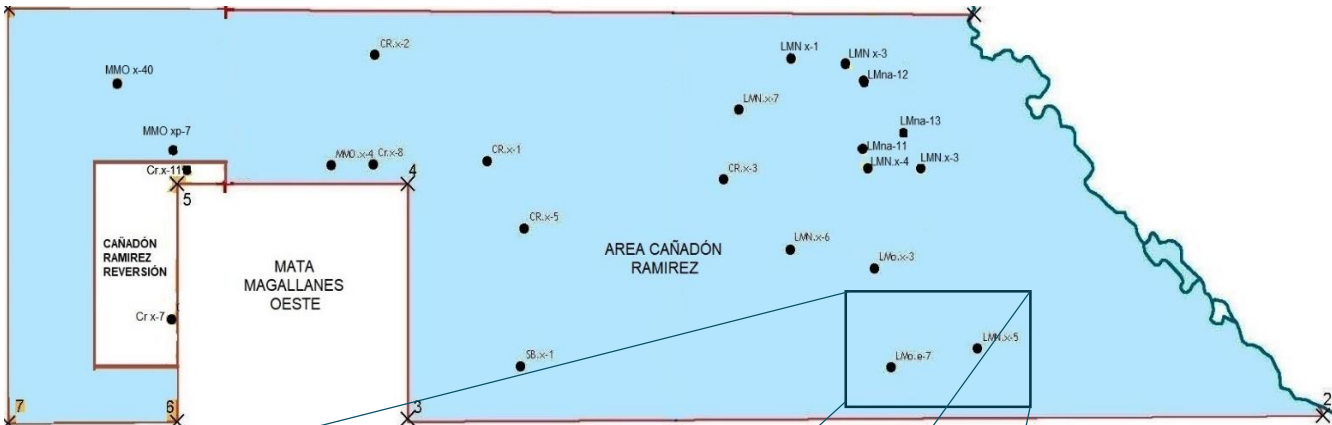 CR.x-2
LMN x-1
LMN x-3
MMO x-40
LMna-12
LMN.x-7
LMna-13
MMO xp-7
LMna-11
MMO.x-4
Cr.x-8
CR.x-1
Cr.x-11
LMN.x-4
LMN.x-3
CR.x-3
4
5
CR.x-5
CAÑADÓN
RAMIREZ
REVERSIÓN
MATA
MAGALLANES
OESTE
AREA CAÑADÓN
RAMIREZ
LMN.x-6
LMo.x-3
Cr x-7
LMN.x-5
SB.x-1
LMo.e-7
7
6
3
2